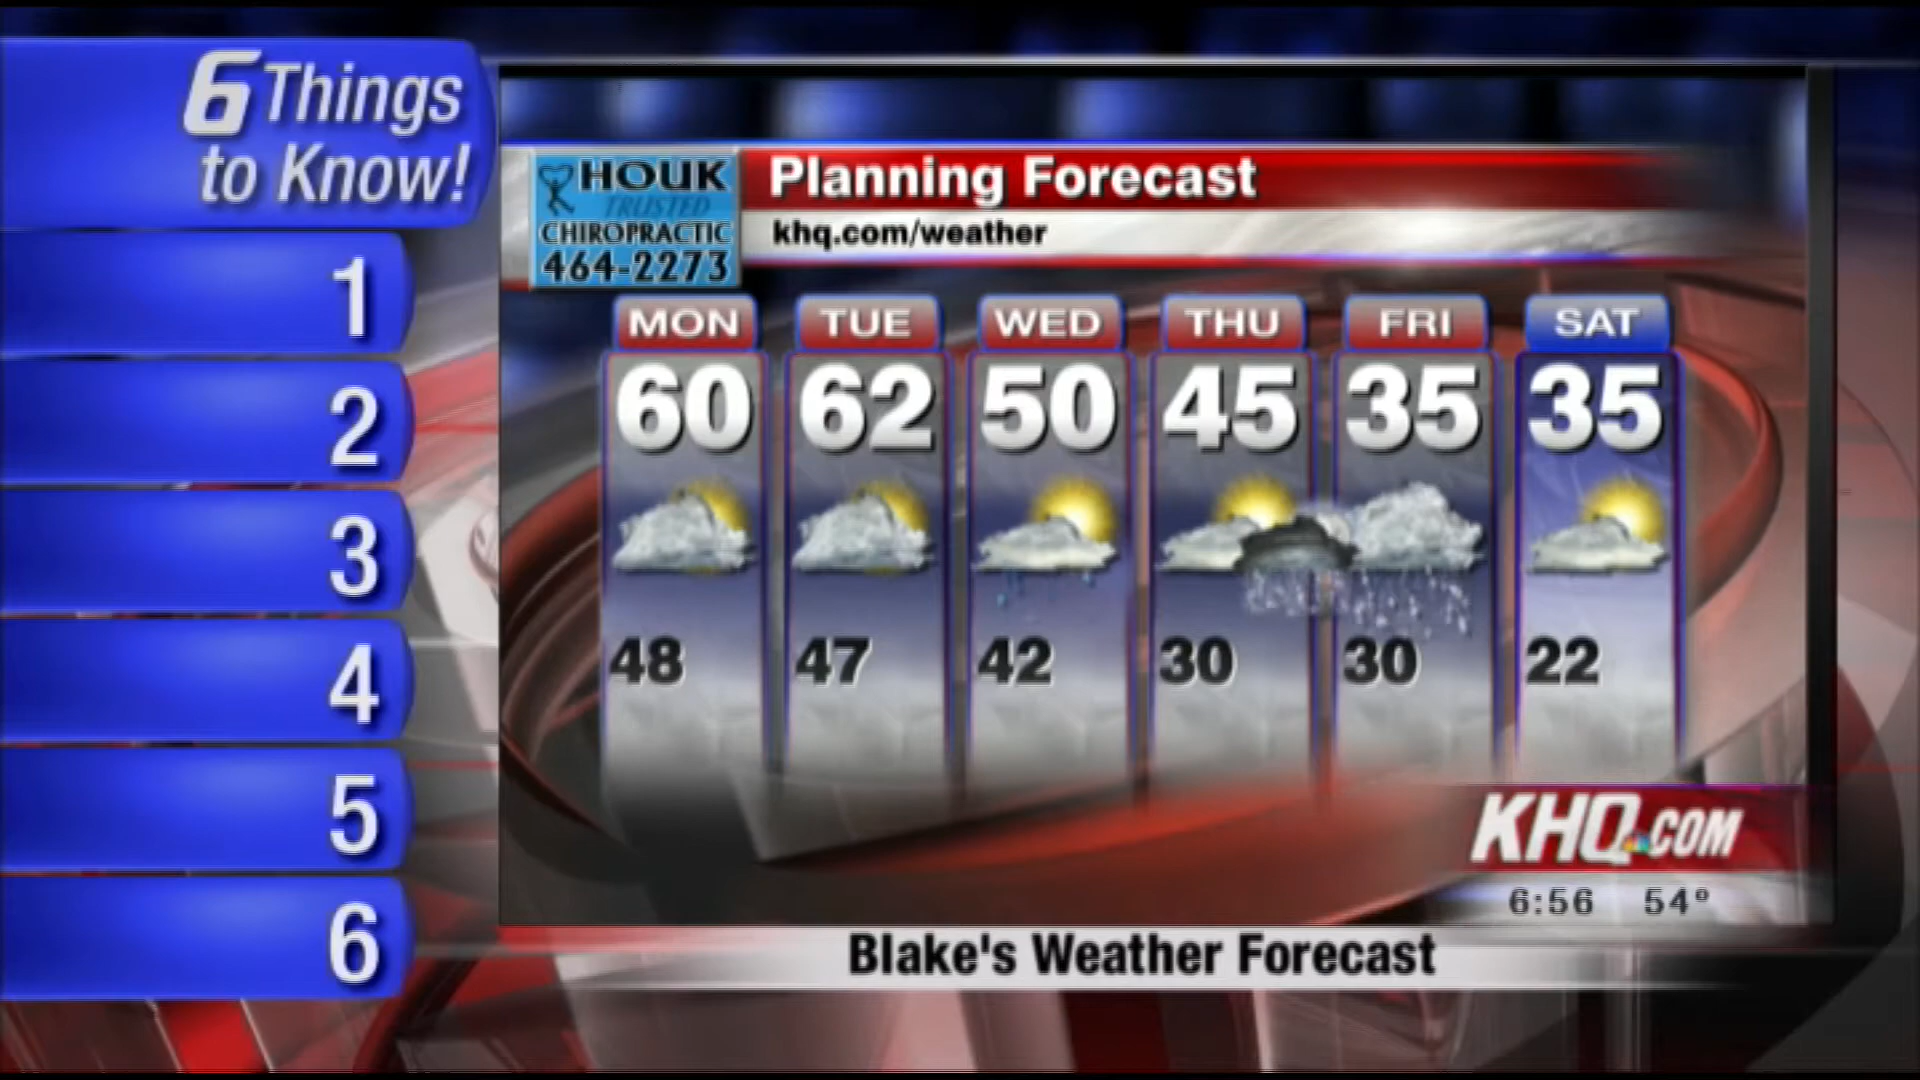 6 Things
to Know!
1
2
3
4
5
6
HOUK
TRUSTED
CHIROPRACTIC
464-2273
Planning Forecast
khq.com/weather
MON TUE WED THU FRI SAT
60 62 50 45 35 35
48 47 42 30 30 22
KHQ.COM
6:56 54°
Blake's Weather Forecast